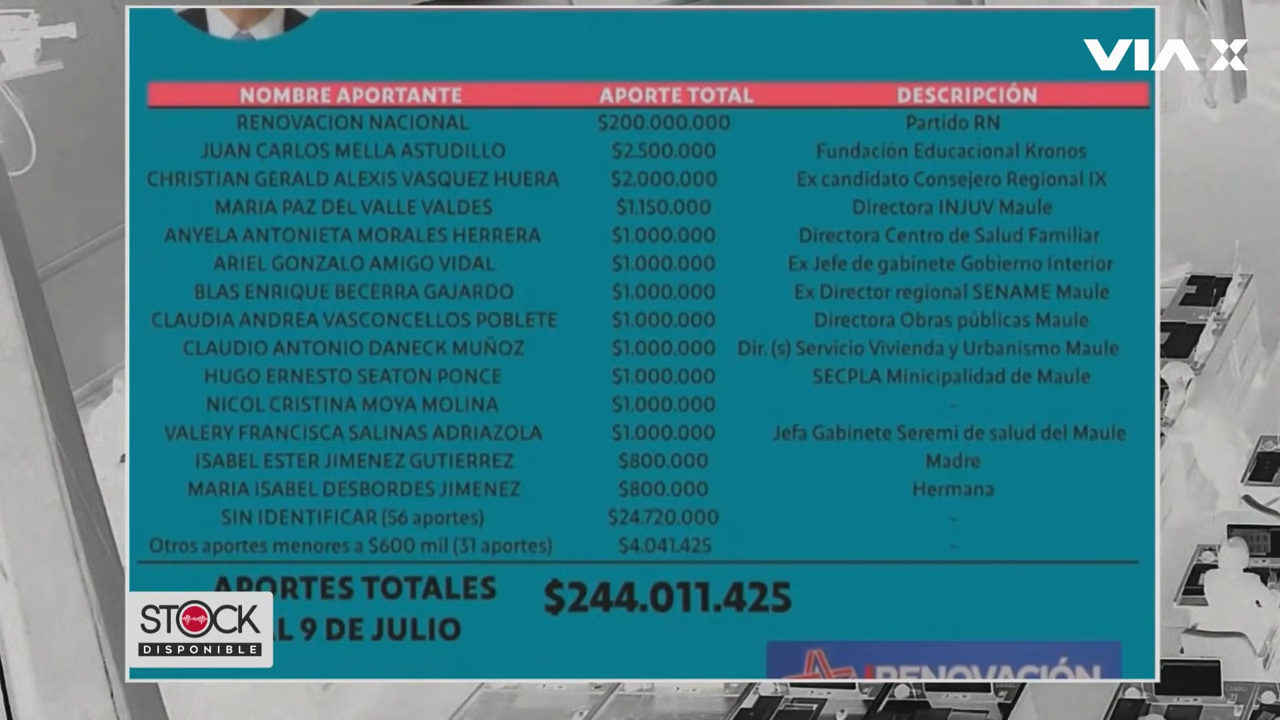 VIA X
NOMBRE APORTANTE APORTE TOTAL DESCRIPCIÓN
RENOVACION NACIONAL $200.000.000 Partido RN
JUAN CARLOS MELLA ASTUDILLO $2.500.000 Fundación Educacional Kronos
CHRISTIAN GERALD ALEXIS VASQUEZ HUERA $2.000.000 Ex candidato Consejero Regional IX
MARIA PAZ DEL VALLE VALDES $1.150.000 Directora INJUV Maule
ANYELA ANTONIETA MORALES HERRERA $1.000.000 Directora Centro de Salud Familiar
ARIEL GONZALO AMIGO VIDAL $1.000.000 Ex Jefe de gabinete Gobierno Interior
BLAS ENRIQUE BECERRA GAJARDO $1.000.000 Ex Director regional SENAME Maule
CLAUDIA ANDREA VASCONCELLOS POBLETE $1.000.000 Directora Obras públicas Maule
CLAUDIO ANTONIO DANECK MUÑOZ $1.000.000 Dir. (s) Servicio Vivienda y Urbanismo Maule
HUGO ERNESTO SEATON PONCE $1.000.000 SECPLA Minicipalidad de Maule
NICOL CRISTINA MOYA MOLINA $1.000.000 -
VALERY FRANCISCA SALINAS ADRIAZOLA $1.000.000 Jefa Gabinete Seremi de salud del Maule
ISABEL ESTER JIMENEZ GUTIERREZ $800.000 Madre
MARIA ISABEL DESBORDES JIMENEZ $800.000 Hermana
SIN IDENTIFICAR (56 aportes) $24.720.000 -
Otros aportes menores a $600 mil (31 aportes) $4.041.425 -
APORTES TOTALES $244.011.425
AL 9 DE JULIO
STOCK
DISPONIBLE
RENOVACIÓN